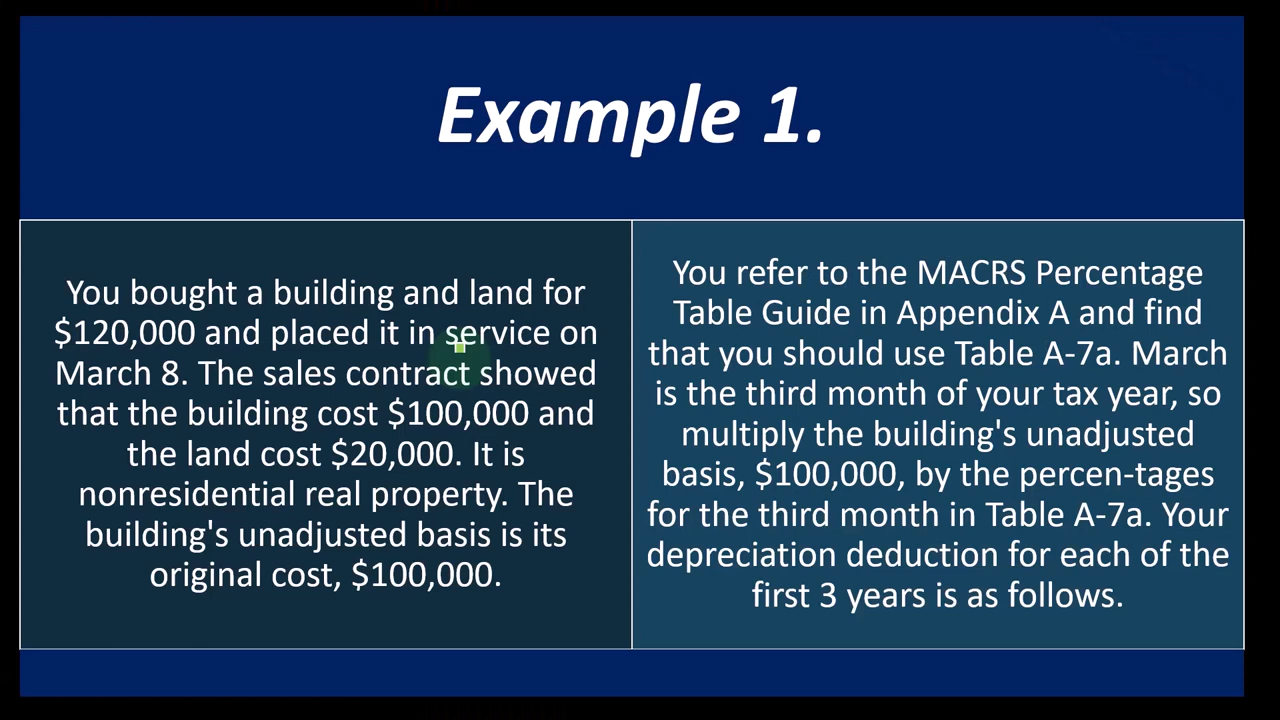 Example 1.
You bought a building and land for
$120,000 and placed it in service on
March 8. The sales contract showed
that the building cost $100,000 and
the land cost $20,000. It is
nonresidential real property. The
building's unadjusted basis is its
original cost, $100,000.
You refer to the MACRS Percentage
Table Guide in Appendix A and find
that you should use Table A-7a. March
is the third month of your tax year, so
multiply the building's unadjusted
basis, $100,000, by the percen-tages
for the third month in Table A-7a. Your
depreciation deduction for each of the
first 3 years is as follows.